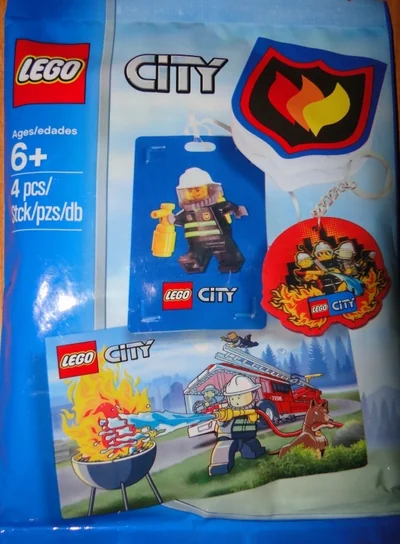 LEGO
CiTY
Ages/edades
6+
4 pcs/
Stck/pzs/db
LEGO CiTY
LEGO CiTY
LEGO CiTY